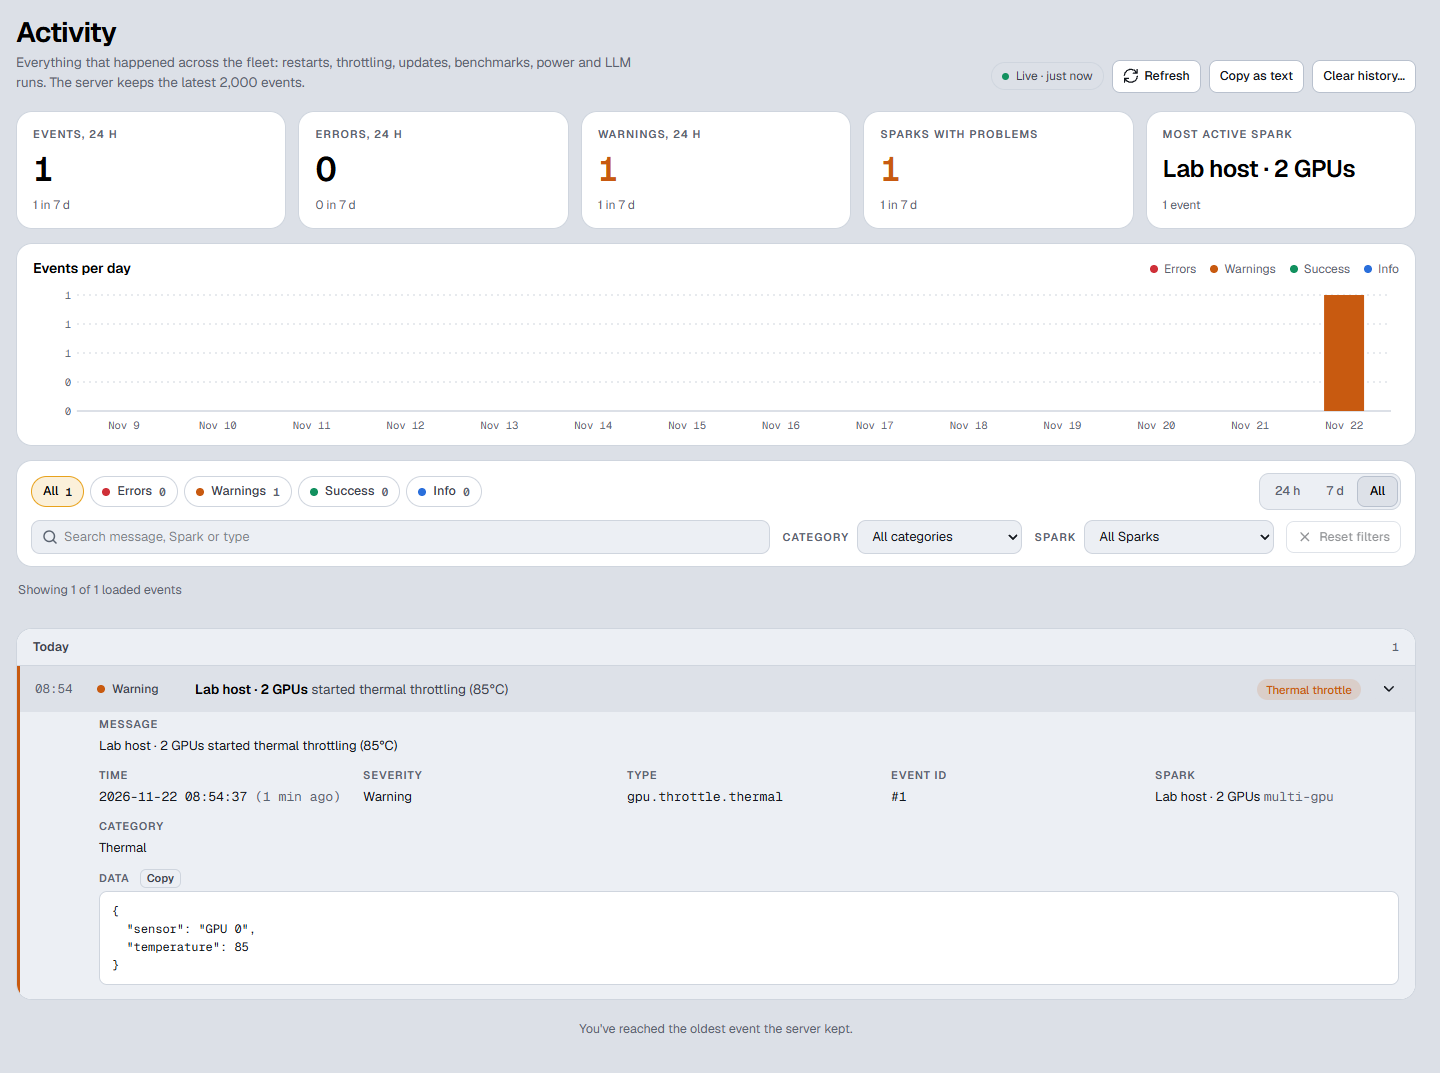 Activity
Everything that happened across the fleet: restarts, throttling, updates, benchmarks, power and LLM
runs. The server keeps the latest 2,000 events.
Live · just now
Refresh
Copy as text
Clear history...
EVENTS, 24 H
1
1 in 7 d
ERRORS, 24 H
0
0 in 7 d
WARNINGS, 24 H
1
1 in 7 d
SPARKS WITH PROBLEMS
1
1 in 7 d
MOST ACTIVE SPARK
Lab host · 2 GPUs
1 event
Events per day
Errors Warnings Success Info
1
1
1
0
0
Nov 9 Nov 10 Nov 11 Nov 12 Nov 13 Nov 14 Nov 15 Nov 16 Nov 17 Nov 18 Nov 19 Nov 20 Nov 21 Nov 22
All 1 Errors 0 Warnings 1 Success 0 Info 0
24 h 7 d All
Search message, Spark or type
CATEGORY All categories
SPARK All Sparks
Reset filters
Showing 1 of 1 loaded events
Today 1
08:54 Warning Lab host · 2 GPUs started thermal throttling (85°C) Thermal throttle
MESSAGE
Lab host · 2 GPUs started thermal throttling (85°C)
TIME SEVERITY TYPE EVENT ID SPARK
2026-11-22 08:54:37 (1 min ago) Warning gpu.throttle.thermal #1 Lab host · 2 GPUs multi-gpu
CATEGORY
Thermal
DATA Copy
{
"sensor": "GPU 0",
"temperature": 85
}
You've reached the oldest event the server kept.